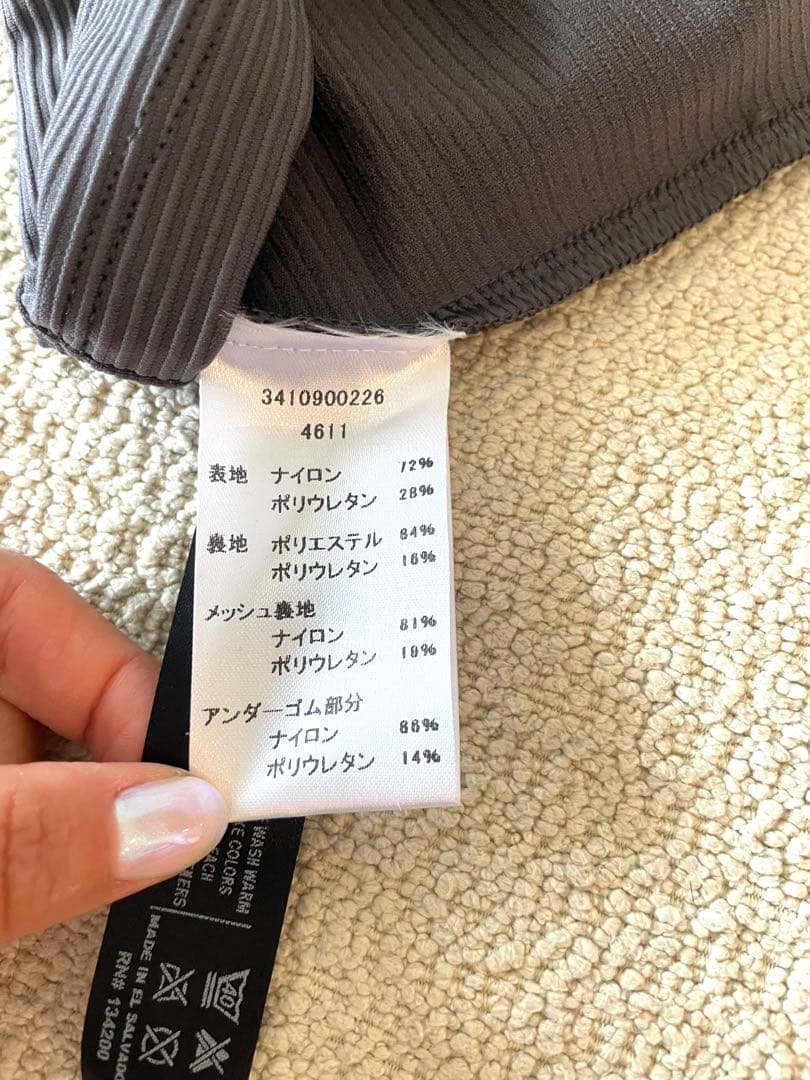 3410900226
4611
表地 ナイロン 72%
ポリウレタン 28%
裏地 ポリエステル 84%
ポリウレタン 16%
メッシュ裏地
ナイロン 81%
ポリウレタン 19%
アンダーゴム部分
ナイロン 86%
ポリウレタン 14%
WASH WARM
COLORS
MADE IN EL SALVADO
RN# 134200
40